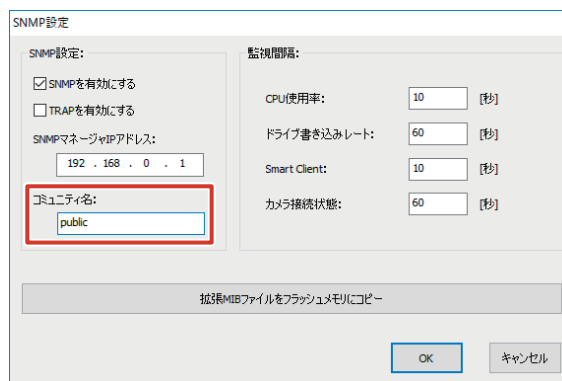 SNMP設定
SNMP設定:
☑SNMPを有効にする
☐TRAPを有効にする
SNMPマネージャIPアドレス:
192 . 168 . 0 . 1
コミュニティ名:
public
監視間隔:
CPU使用率: 10 [秒]
ドライブ書き込みレート: 60 [秒]
Smart Client: 10 [秒]
カメラ接続状態: 60 [秒]
拡張MIBファイルをフラッシュメモリにコピー
OK キャンセル